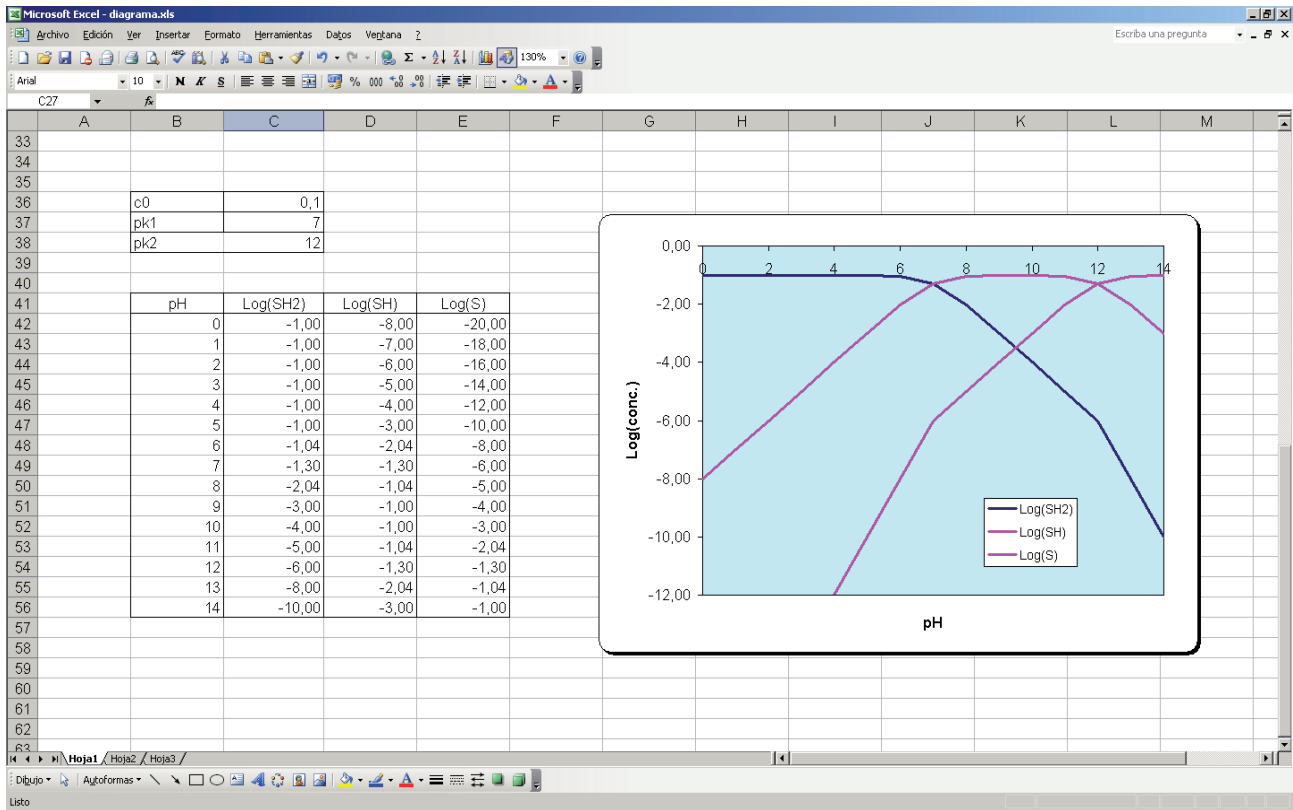 Microsoft Excel - diagrama.xls
Archivo Edición Ver Insertar Formato Herramientas Datos Ventana ? Escriba una pregunta
130%
Arial 10 N K S % 000
C27 fx
A B C D E F G H I J K L M
33
34
35
36 c0 0,1
37 pk1 7
38 pk2 12
39
40
41 pH Log(SH2) Log(SH) Log(S)
42 0 -1,00 -8,00 -20,00
43 1 -1,00 -7,00 -18,00
44 2 -1,00 -6,00 -16,00
45 3 -1,00 -5,00 -14,00
46 4 -1,00 -4,00 -12,00
47 5 -1,00 -3,00 -10,00
48 6 -1,04 -2,04 -8,00
49 7 -1,30 -1,30 -6,00
50 8 -2,04 -1,04 -5,00
51 9 -3,00 -1,00 -4,00
52 10 -4,00 -1,00 -3,00
53 11 -5,00 -1,04 -2,04
54 12 -6,00 -1,30 -1,30
55 13 -8,00 -2,04 -1,04
56 14 -10,00 -3,00 -1,00
57
58
59
60
61
62
63
0,00
0 2 4 6 8 10 12 14
-2,00
-4,00
-6,00
-8,00
-10,00
-12,00
Log(conc.)
Log(SH2)
Log(SH)
Log(S)
pH
Hoja1 Hoja2 Hoja3
Dibujo Autoformas
Listo